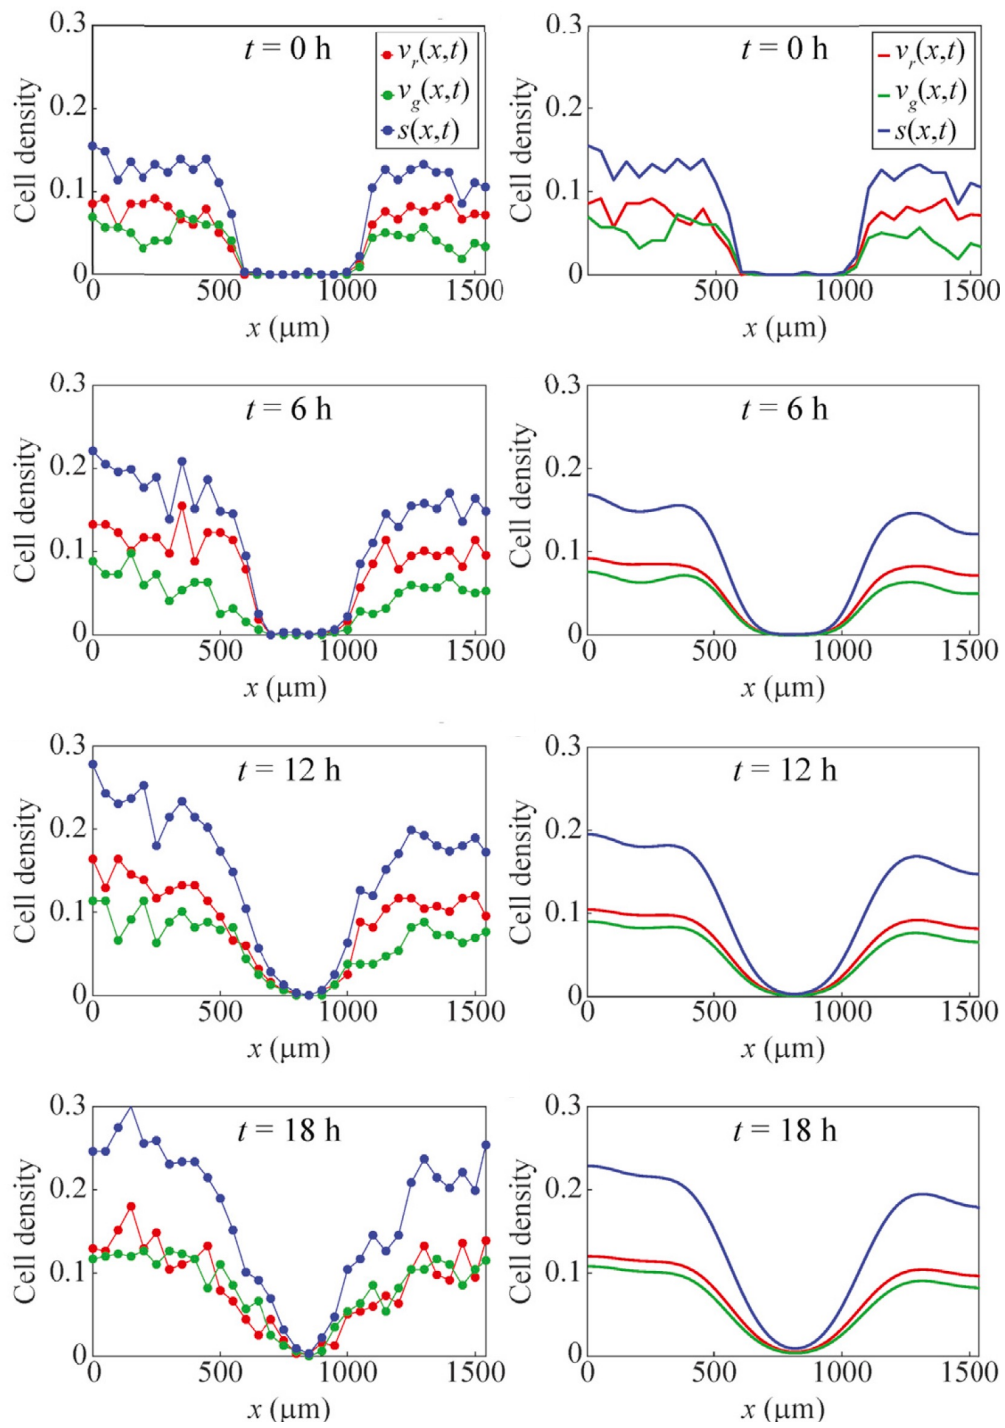 0.3
0.2
0.1
0
Cell density
t = 0 h
v_r(x,t)
v_g(x,t)
s(x,t)
0 500 1000 1500
x (μm)
0.3
0.2
0.1
0
Cell density
t = 0 h
v_r(x,t)
v_g(x,t)
s(x,t)
0 500 1000 1500
x (μm)
0.3
0.2
0.1
0
Cell density
t = 6 h
0 500 1000 1500
x (μm)
0.3
0.2
0.1
0
Cell density
t = 6 h
0 500 1000 1500
x (μm)
0.3
0.2
0.1
0
Cell density
t = 12 h
0 500 1000 1500
x (μm)
0.3
0.2
0.1
0
Cell density
t = 12 h
0 500 1000 1500
x (μm)
0.3
0.2
0.1
0
Cell density
t = 18 h
0 500 1000 1500
x (μm)
0.3
0.2
0.1
0
Cell density
t = 18 h
0 500 1000 1500
x (μm)